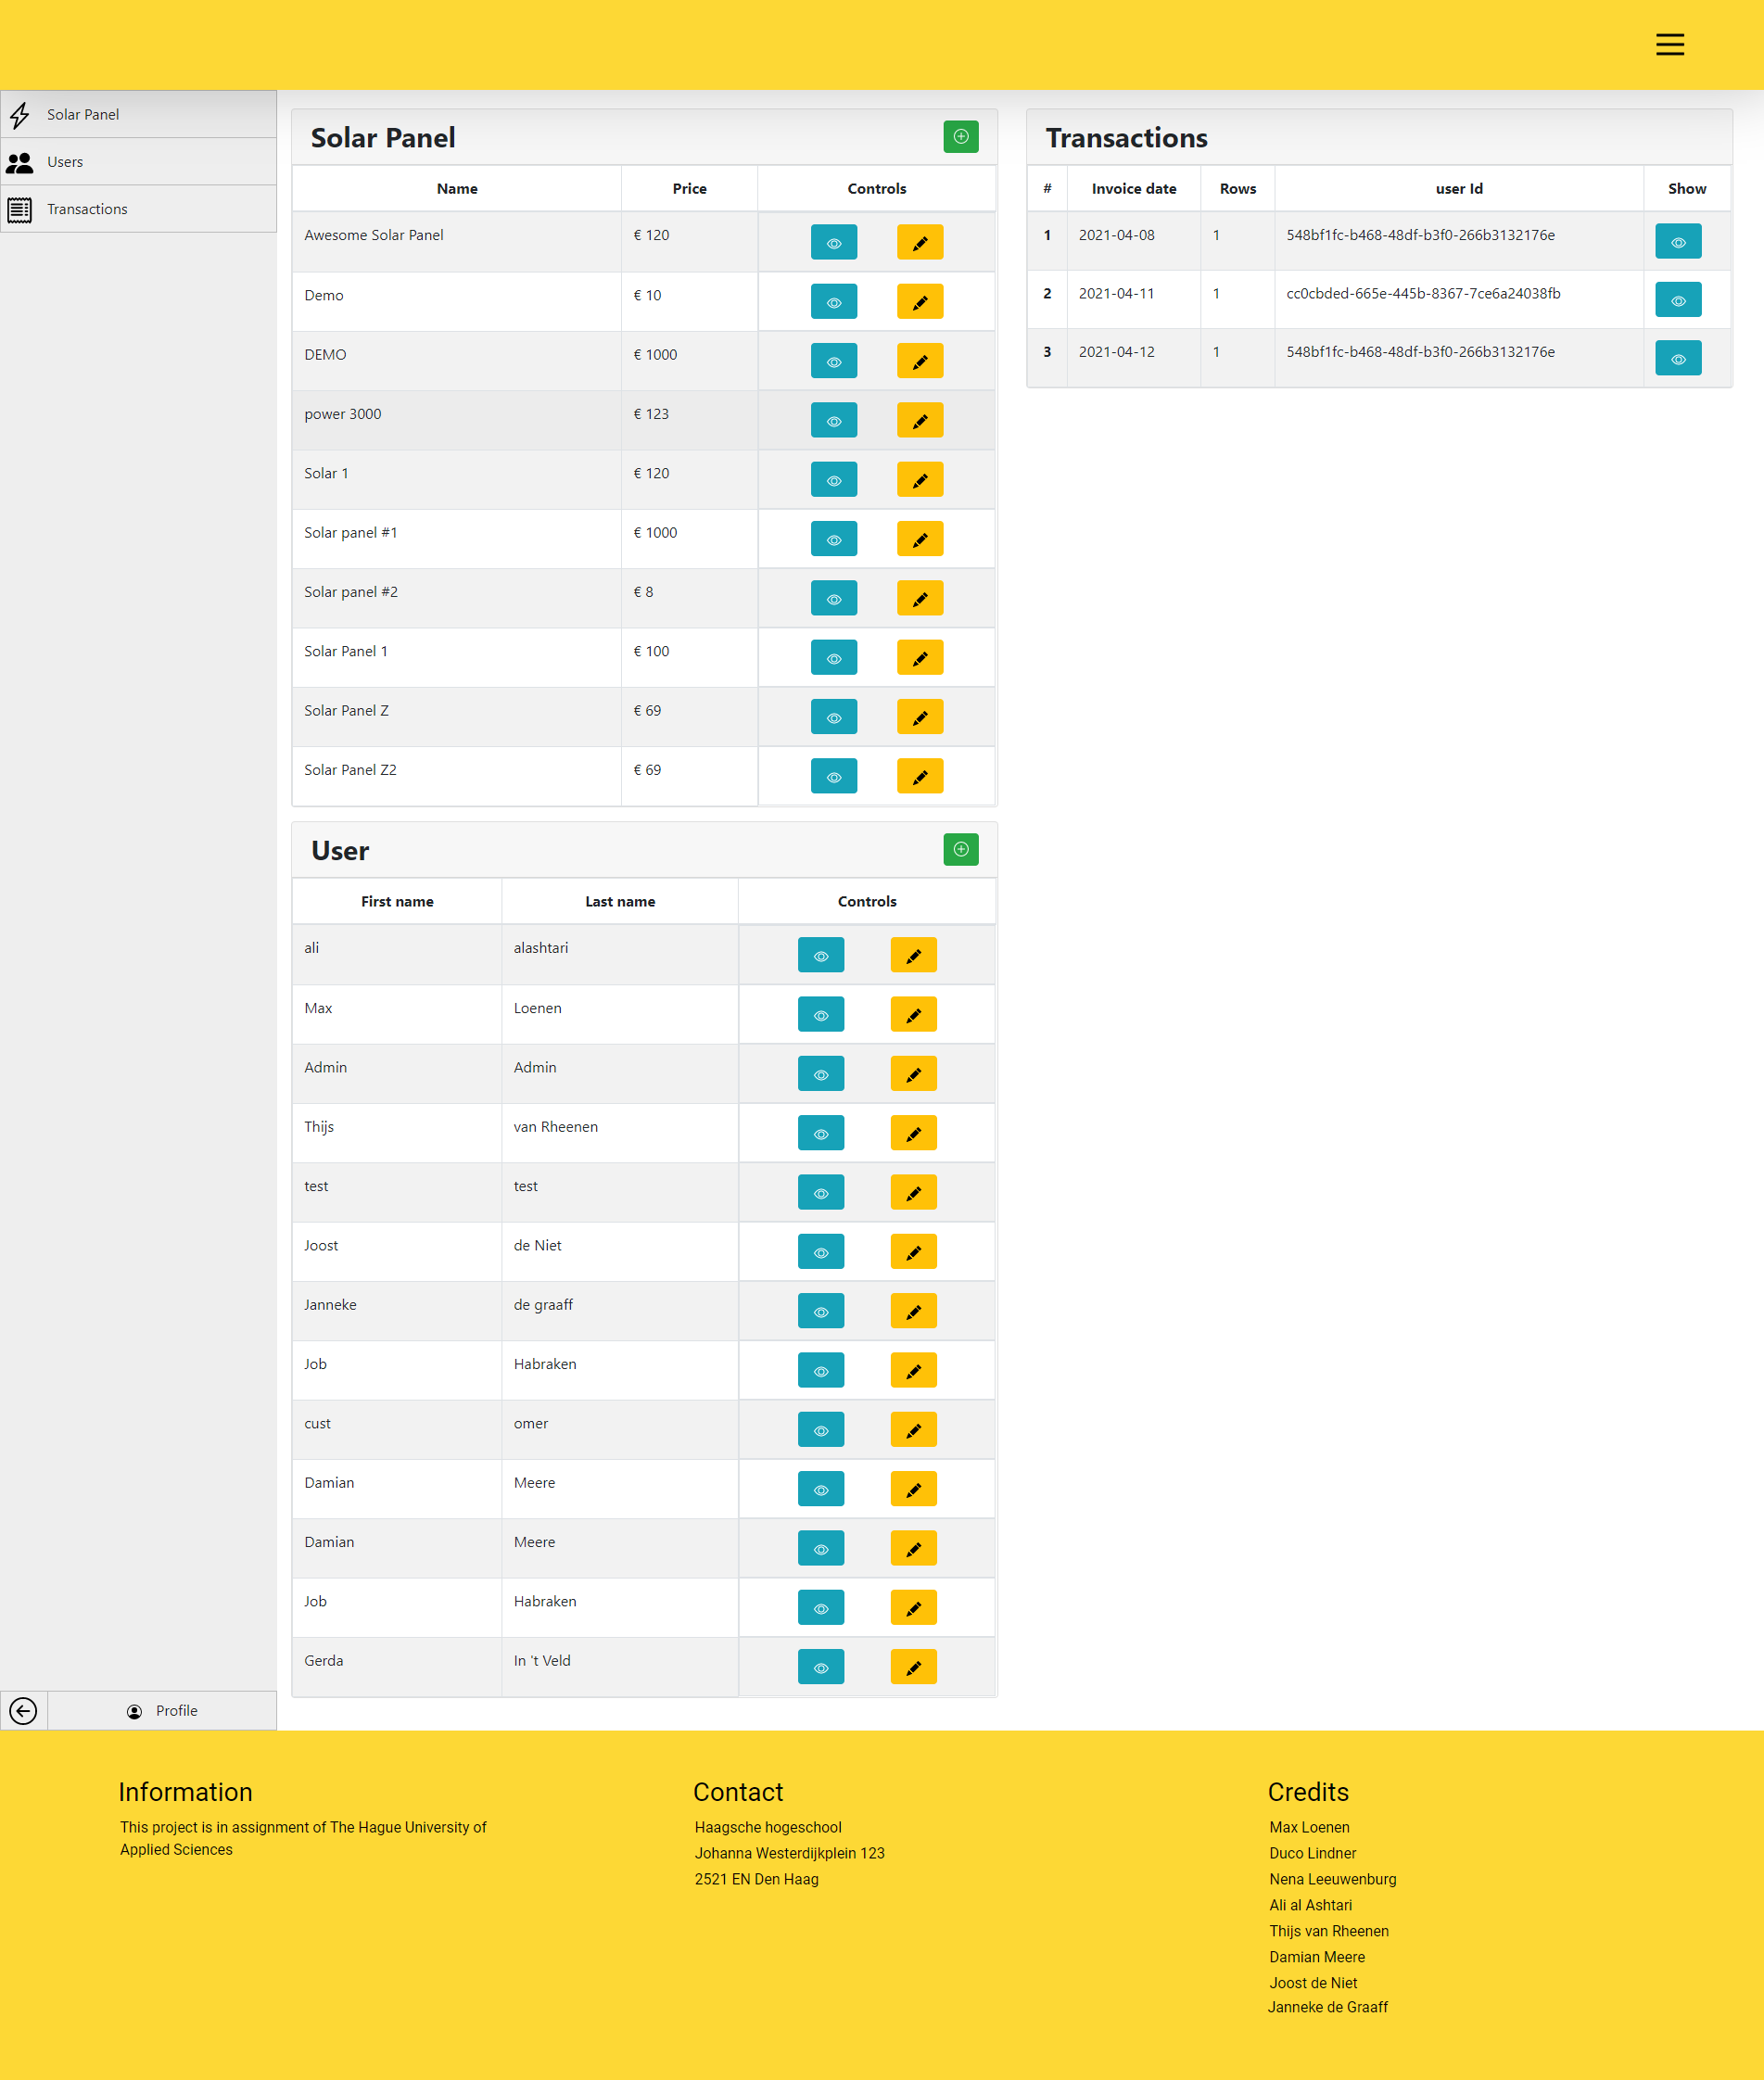 Solar Panel
Users
Transactions
Solar Panel
Name Price Controls
Awesome Solar Panel € 120
Demo € 10
DEMO € 1000
power 3000 € 123
Solar 1 € 120
Solar panel #1 € 1000
Solar panel #2 € 8
Solar Panel 1 € 100
Solar Panel Z € 69
Solar Panel Z2 € 69
User
First name Last name Controls
ali alashtari
Max Loenen
Admin Admin
Thijs van Rheenen
test test
Joost de Niet
Janneke de graaff
Job Habraken
cust omer
Damian Meere
Damian Meere
Job Habraken
Gerda In 't Veld
Transactions
# Invoice date Rows user Id Show
1 2021-04-08 1 548bf1fc-b468-48df-b3f0-266b3132176e
2 2021-04-11 1 cc0cbded-665e-445b-8367-7ce6a24038fb
3 2021-04-12 1 548bf1fc-b468-48df-b3f0-266b3132176e
Profile
Information
This project is in assignment of The Hague University of
Applied Sciences
Contact
Haagsche hogeschool
Johanna Westerdijkplein 123
2521 EN Den Haag
Credits
Max Loenen
Duco Lindner
Nena Leeuwenburg
Ali al Ashtari
Thijs van Rheenen
Damian Meere
Joost de Niet
Janneke de Graaff